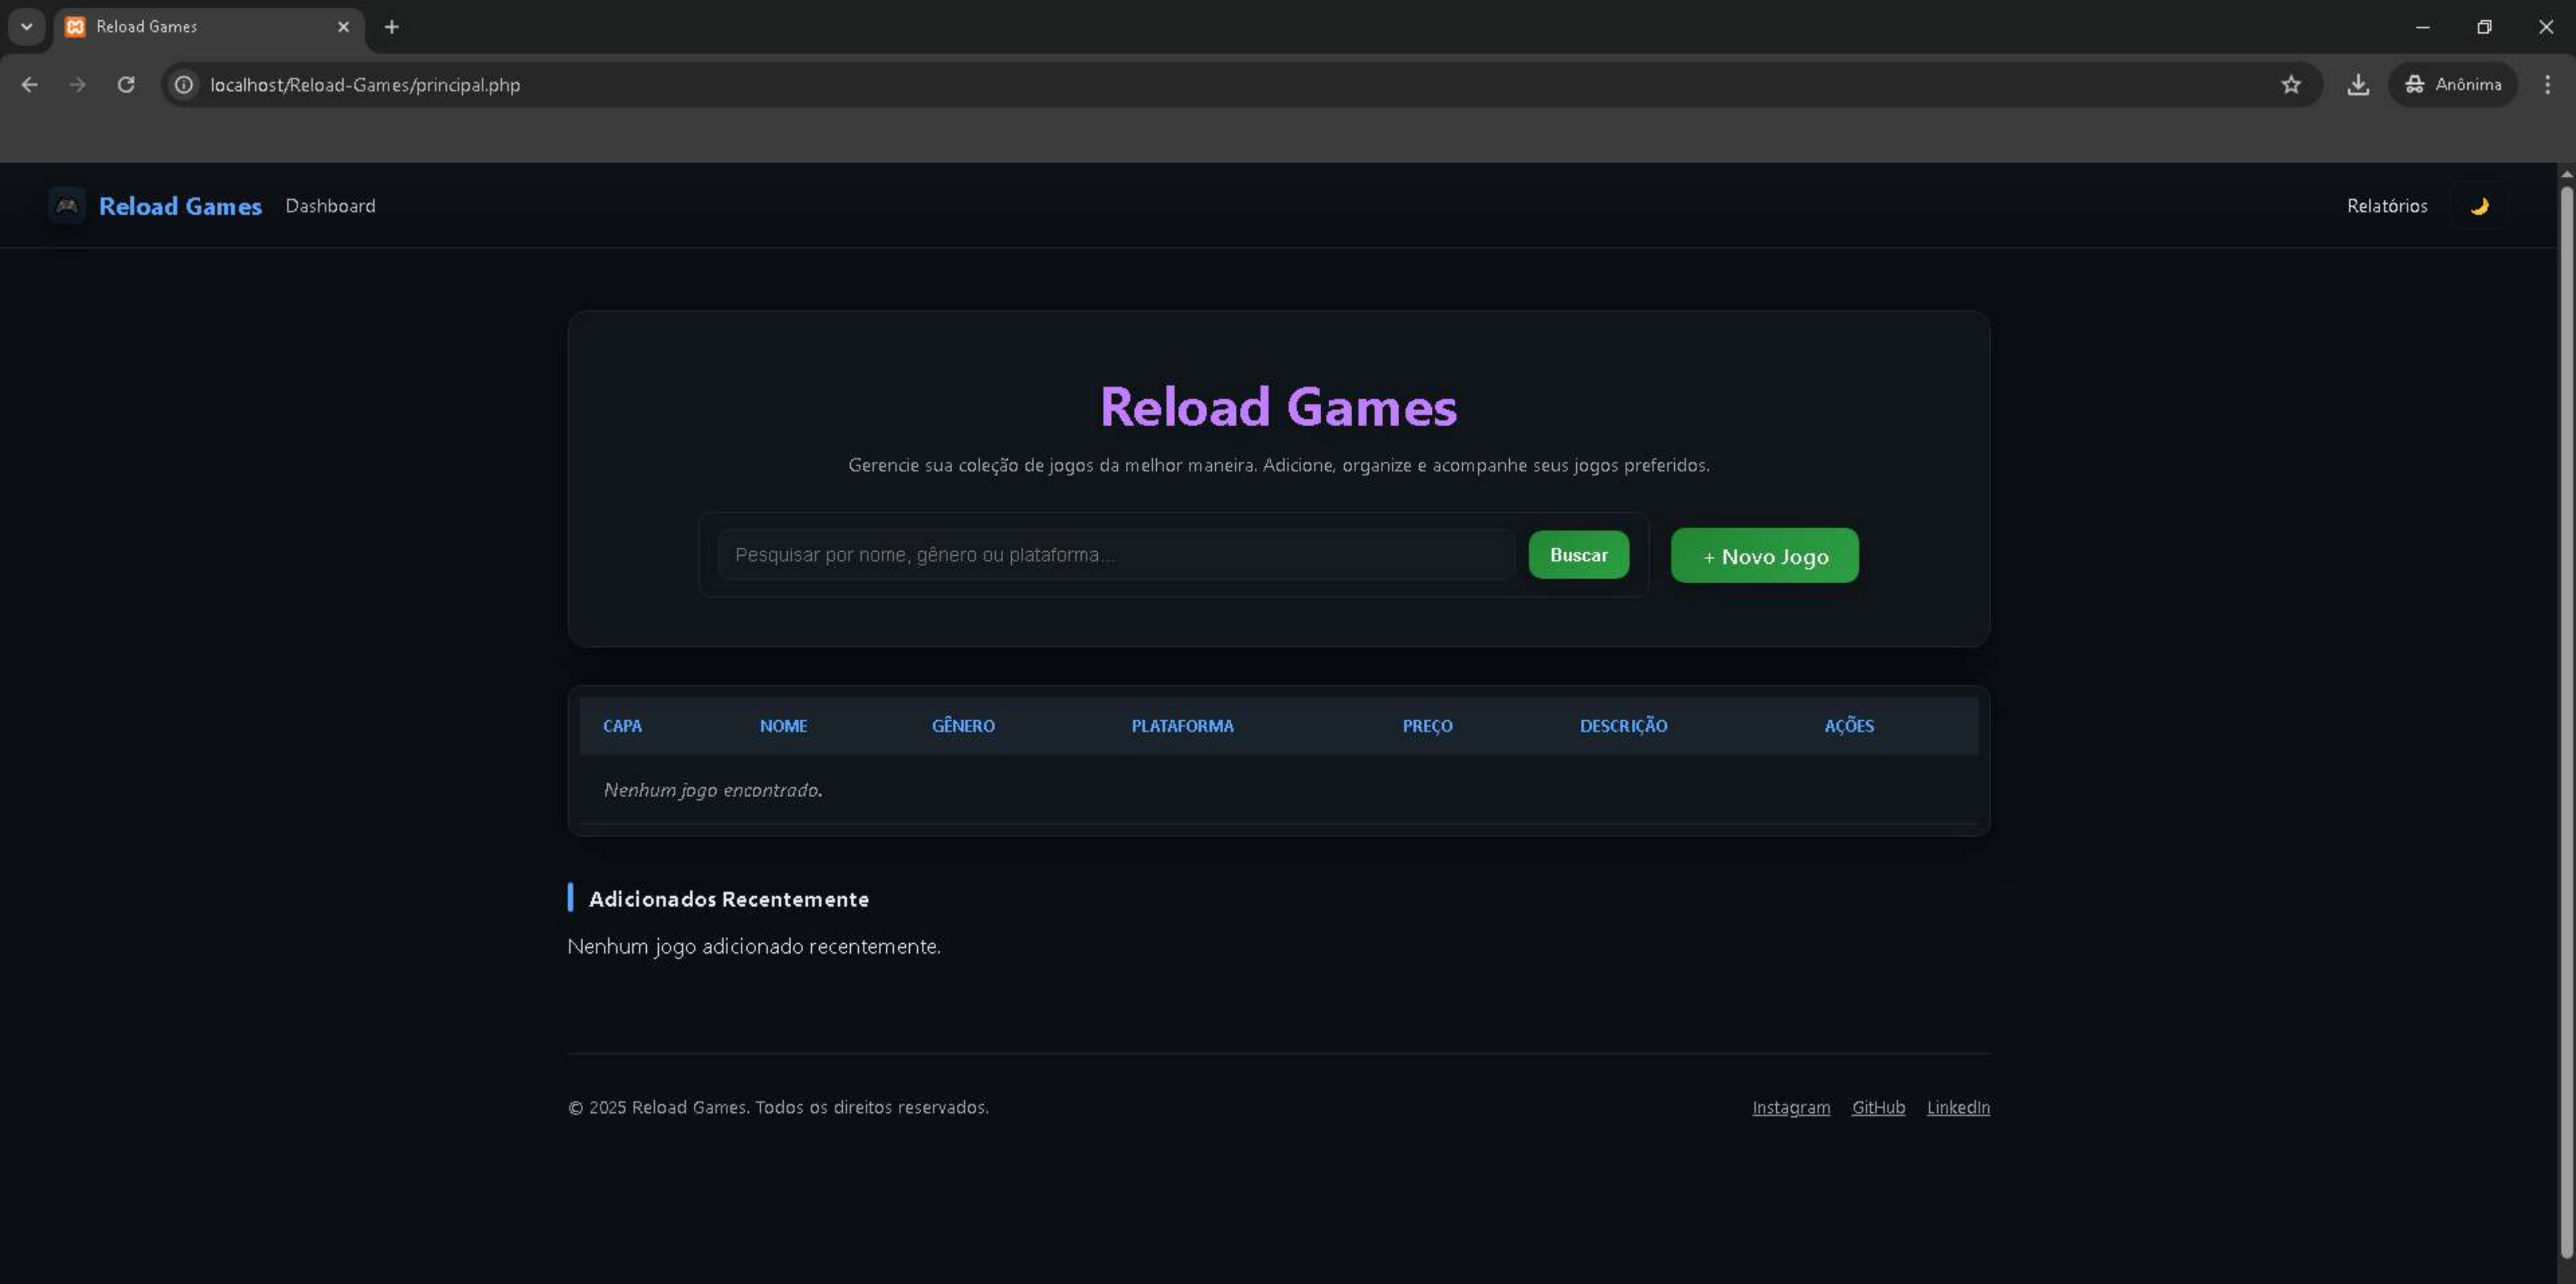 Reload Games
localhost/Reload-Games/principal.php
Anônima
Reload Games Dashboard Relatórios
Reload Games
Gerencie sua coleção de jogos da melhor maneira. Adicione, organize e acompanhe seus jogos preferidos.
Pesquisar por nome, gênero ou plataforma... Buscar + Novo Jogo
CAPA NOME GÊNERO PLATAFORMA PREÇO DESCRIÇÃO AÇÕES
Nenhum jogo encontrado.
Adicionados Recentemente
Nenhum jogo adicionado recentemente.
© 2025 Reload Games. Todos os direitos reservados. Instagram GitHub LinkedIn